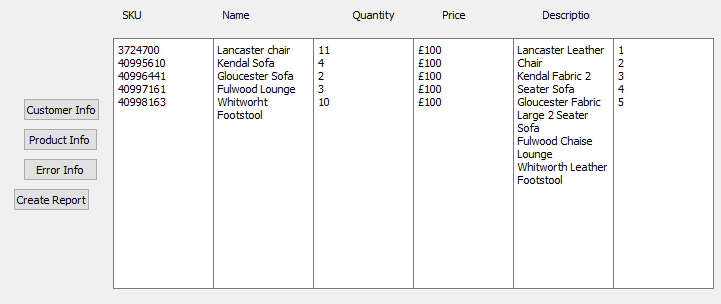 SKU Name Quantity Price Descriptio
3724700 Lancaster chair 11 £100 Lancaster Leather 1
40995610 Kendal Sofa 4 £100 Chair 2
40996441 Gloucester Sofa 2 £100 Kendal Fabric 2 3
40997161 Fulwood Lounge 3 £100 Seater Sofa 4
40998163 Whitworht 10 £100 Gloucester Fabric 5
Footstool Large 2 Seater
Sofa
Fulwood Chaise
Lounge
Whitworth Leather
Footstool
Customer Info
Product Info
Error Info
Create Report